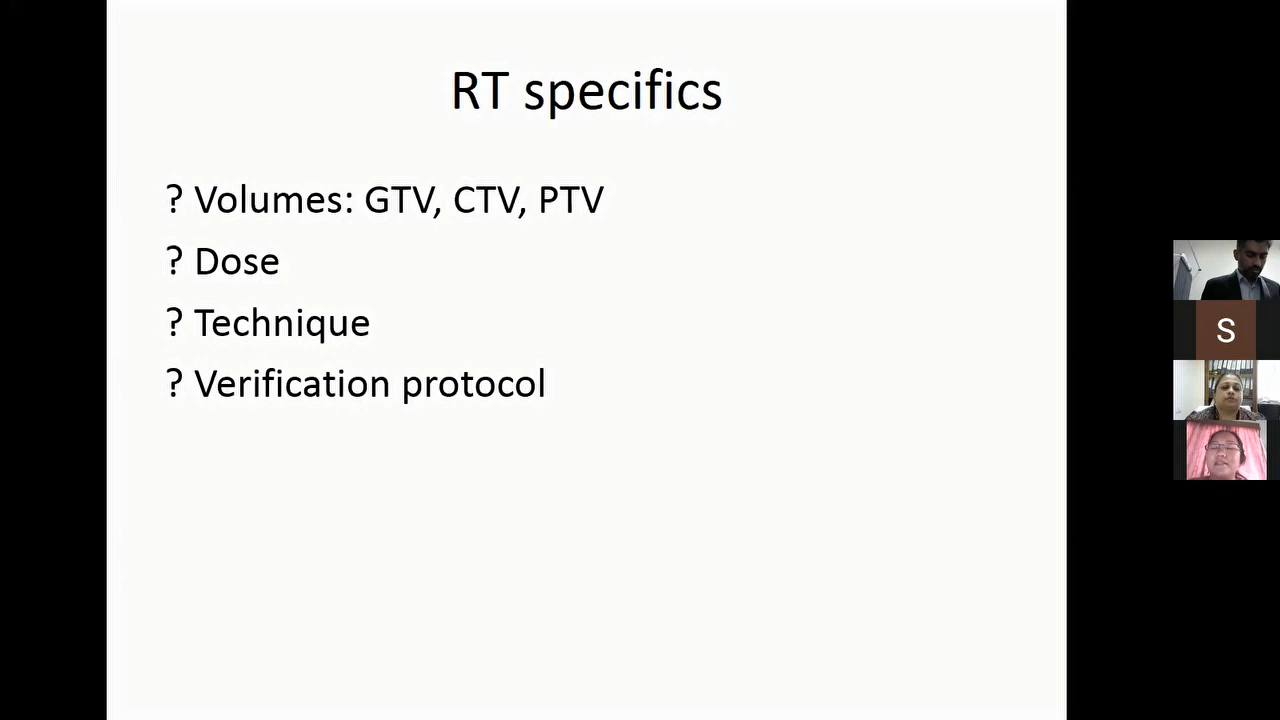 RT specifics
? Volumes: GTV, CTV, PTV
? Dose
? Technique
? Verification protocol
S